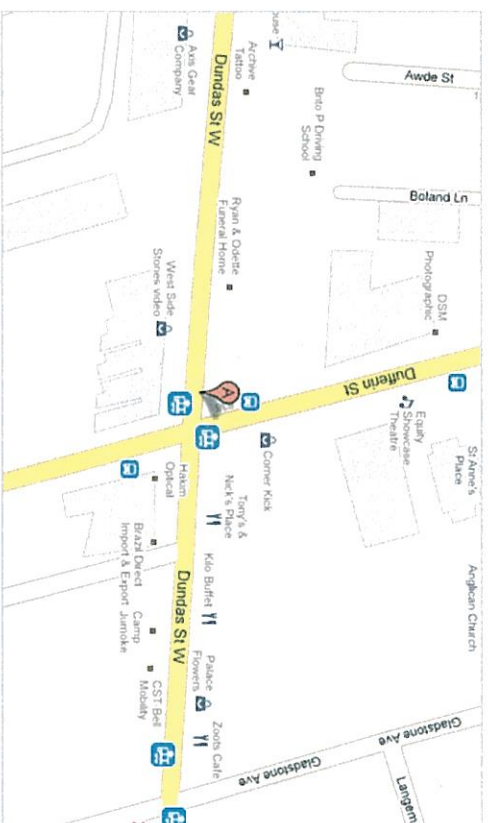 Awde St
Boland Ln
Archive
Tattoo
Brito P Driving
School
DSM
Photographic
Axis Gear
Company
Dundas St W
Ryan & Odette
Funeral Home
West Side
Stories Video
Dufferin St
A
Equity
Showcase
Theatre
St Anne's
Place
Anglican Church
Corner Kick
Hakim
Optical
Tony's &
Nick's Place
Kilo Buffet
Brazil Direct
Import & Export
Camp
Jumoke
Dundas St W
CST Bell
Mobility
Palace
Flowers
Zoots Cafe
Gladstone Ave
Gladstone Ave
Langem